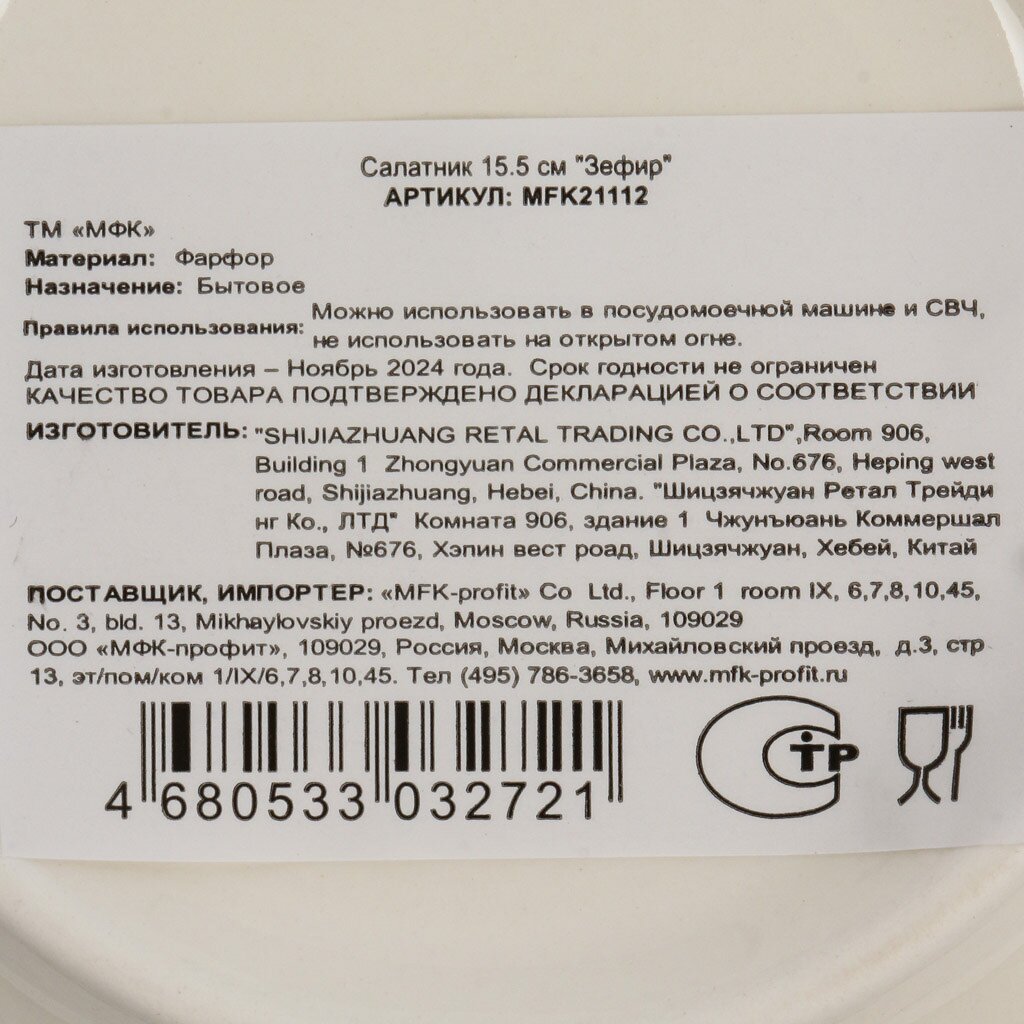 Салатник 15.5 см "Зефир"
АРТИКУЛ: MFK21112
ТМ «МФК»
Материал: Фарфор
Назначение: Бытовое
Правила использования: Можно использовать в посудомоечной машине и СВЧ,
не использовать на открытом огне.
Дата изготовления – Ноябрь 2024 года. Срок годности не ограничен
КАЧЕСТВО ТОВАРА ПОДТВЕРЖДЕНО ДЕКЛАРАЦИЕЙ О СООТВЕТСТВИИ
ИЗГОТОВИТЕЛЬ: "SHIJIAZHUANG RETAL TRADING CO.,LTD",Room 906,
Building 1 Zhongyuan Commercial Plaza, No.676, Heping west
road, Shijiazhuang, Hebei, China. "Шицзячжуан Ретал Трейди
нг Ко., ЛТД" Комната 906, здание 1 Чжунъюань Коммершал
Плаза, №676, Хэпин вест роад, Шицзячжуан, Хебей, Китай
ПОСТАВЩИК, ИМПОРТЕР: «MFK-profit» Co Ltd., Floor 1 room IX, 6,7,8,10,45,
No. 3, bld. 13, Mikhaylovskiy proezd, Moscow, Russia, 109029
ООО «МФК-профит», 109029, Россия, Москва, Михайловский проезд, д.3, стр
13, эт/пом/ком 1/IX/6,7,8,10,45. Тел (495) 786-3658, www.mfk-profit.ru
4 680533 032721
СТР